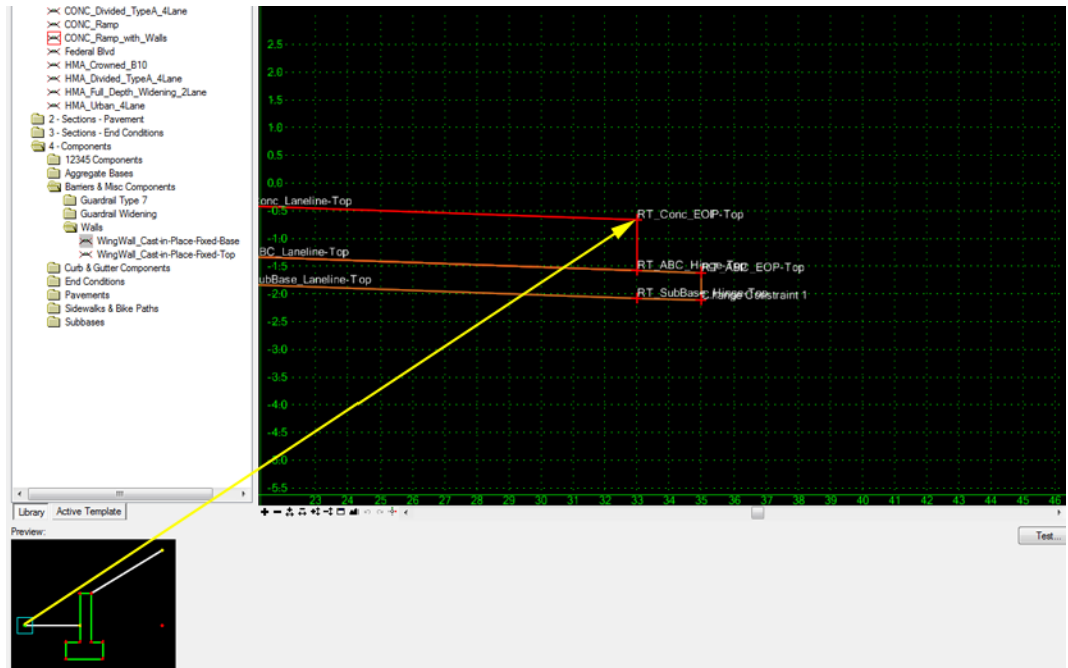 CONC_Divided_TypeA_4Lane
CONC_Ramp
CONC_Ramp_with_Walls
Federal Blvd
HMA_Crowned_B10
HMA_Divided_TypeA_4Lane
HMA_Full_Depth_Widening_2Lane
HMA_Urban_4Lane
2 - Sections - Pavement
3 - Sections - End Conditions
4 - Components
12345 Components
Aggregate Bases
Barriers & Misc Components
Guardrail Type 7
Guardrail Widening
Walls
WingWall_Cast-in-Place-Fixed-Base
WingWall_Cast-in-Place-Fixed-Top
Curb & Gutter Components
End Conditions
Pavements
Sidewalks & Bike Paths
Subbases
Library
Active Template
Preview:
2.5
2.0
1.5
1.0
0.5
0.0
-0.5
-1.0
-1.5
-2.0
-2.5
-3.0
-3.5
-4.0
-4.5
-5.0
-5.5
Conc_Laneline-Top
RT_Conc_EOP-Top
ABC_Laneline-Top
RT_ABC_Hinge-Top
RT_ABC_EOP-Top
SubBase_Laneline-Top
RT_SubBase_Hinge-Top
Change Constraint 1
23 24 25 26 27 28 29 30 31 32 33 34 35 36 37 38 39 40 41 42 43 44 45 46
Test...